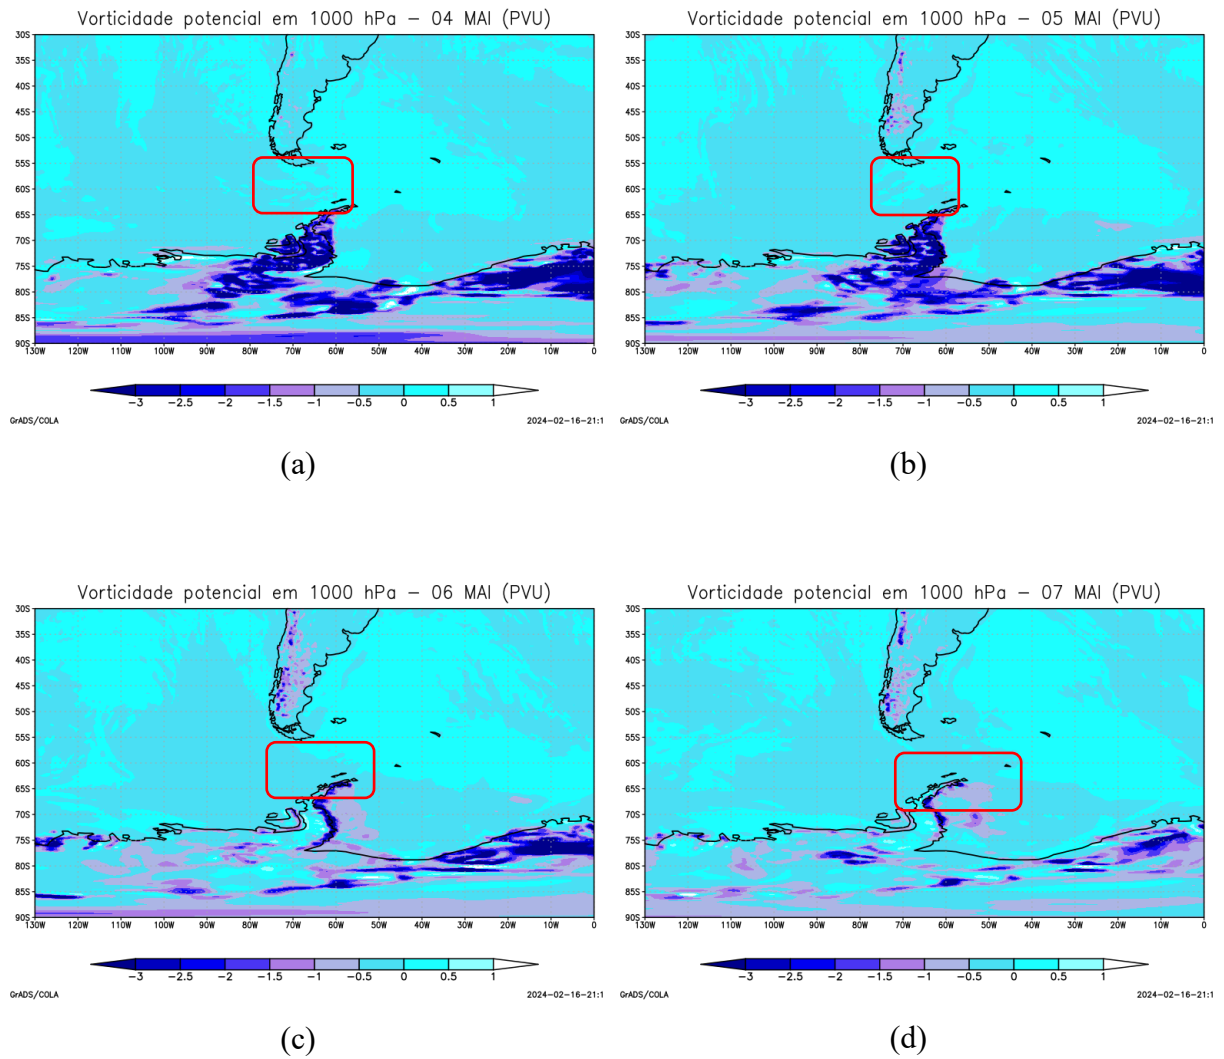 Vorticidade potencial em 1000 hPa – 04 MAI (PVU)
30S
35S
40S
45S
50S
55S
60S
65S
70S
75S
80S
85S
90S
130W 120W 110W 100W 90W 80W 70W 60W 50W 40W 30W 20W 10W 0
−3 −2.5 −2 −1.5 −1 −0.5 0 0.5 1
GrADS/COLA 2024−02−16−21:1
(a)
Vorticidade potencial em 1000 hPa – 05 MAI (PVU)
30S
35S
40S
45S
50S
55S
60S
65S
70S
75S
80S
85S
90S
130W 120W 110W 100W 90W 80W 70W 60W 50W 40W 30W 20W 10W 0
−3 −2.5 −2 −1.5 −1 −0.5 0 0.5 1
GrADS/COLA 2024−02−16−21:1
(b)
Vorticidade potencial em 1000 hPa – 06 MAI (PVU)
30S
35S
40S
45S
50S
55S
60S
65S
70S
75S
80S
85S
90S
130W 120W 110W 100W 90W 80W 70W 60W 50W 40W 30W 20W 10W 0
−3 −2.5 −2 −1.5 −1 −0.5 0 0.5 1
GrADS/COLA 2024−02−16−21:1
(c)
Vorticidade potencial em 1000 hPa – 07 MAI (PVU)
30S
35S
40S
45S
50S
55S
60S
65S
70S
75S
80S
85S
90S
130W 120W 110W 100W 90W 80W 70W 60W 50W 40W 30W 20W 10W 0
−3 −2.5 −2 −1.5 −1 −0.5 0 0.5 1
GrADS/COLA 2024−02−16−21:1
(d)